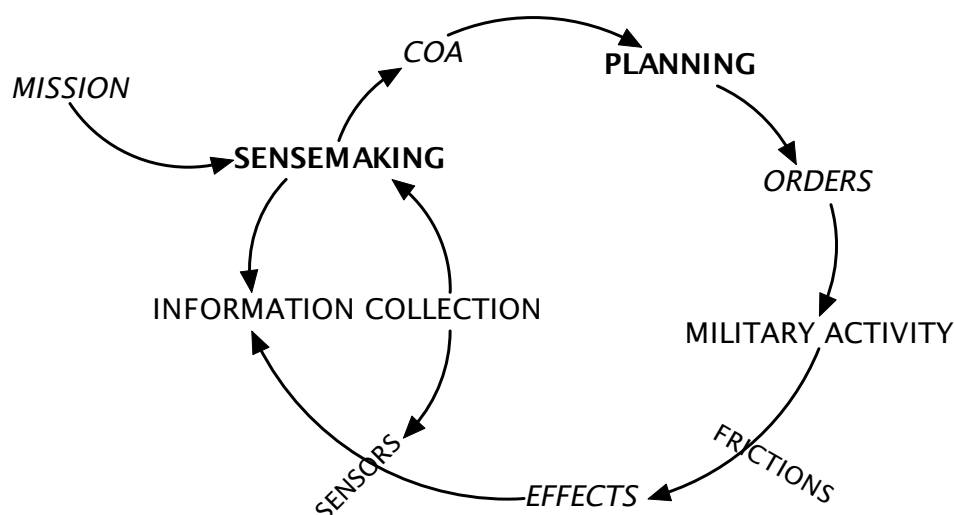 COA
PLANNING
MISSION
SENSEMAKING
ORDERS
INFORMATION COLLECTION
MILITARY ACTIVITY
SENSORS
FRICTIONS
EFFECTS